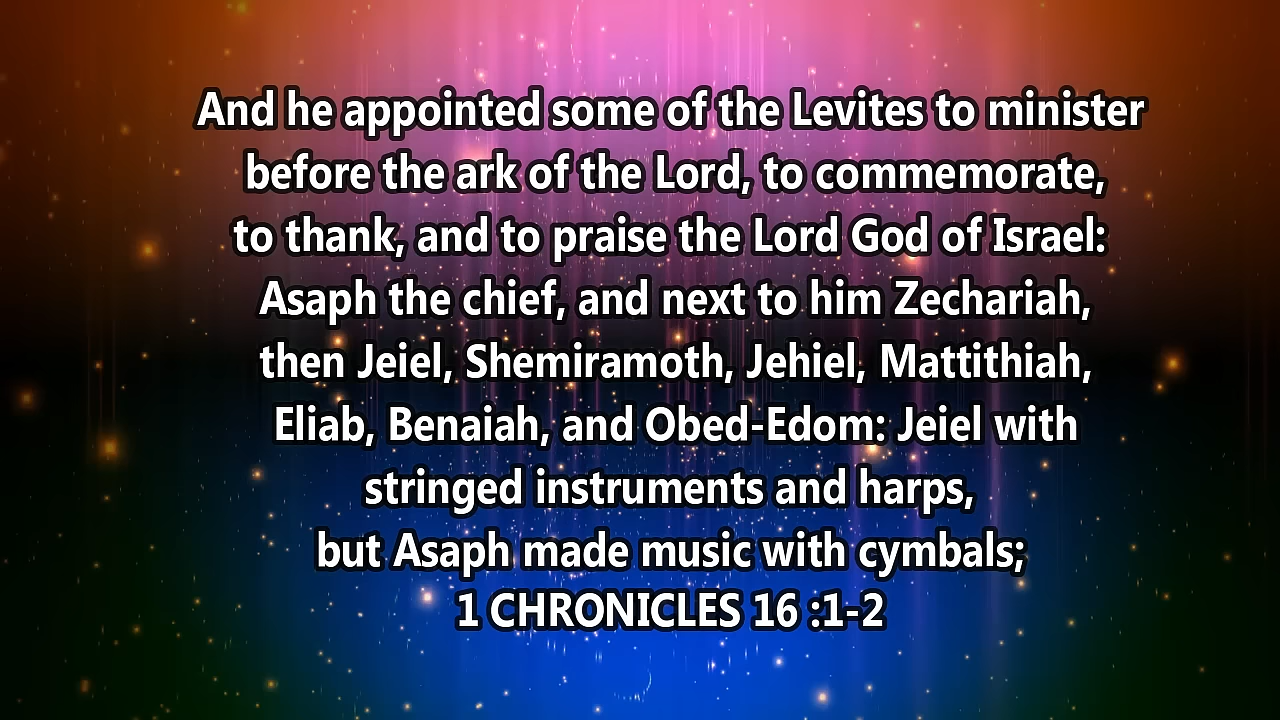 And he appointed some of the Levites to minister
before the ark of the Lord, to commemorate,
to thank, and to praise the Lord God of Israel:
Asaph the chief, and next to him Zechariah,
then Jeiel, Shemiramoth, Jehiel, Mattithiah,
Eliab, Benaiah, and Obed-Edom: Jeiel with
stringed instruments and harps,
but Asaph made music with cymbals;
1 CHRONICLES 16 :1-2